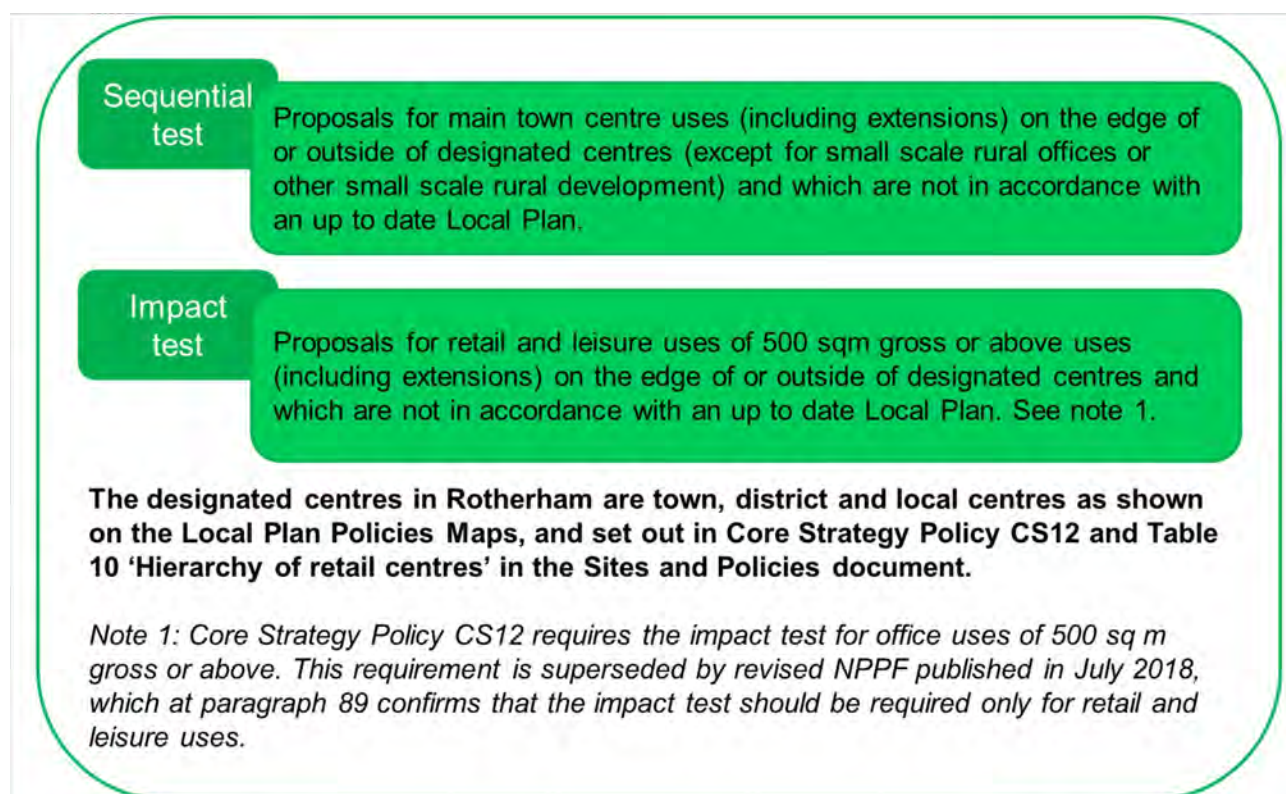 Sequential
test
Proposals for main town centre uses (including extensions) on the edge of
or outside of designated centres (except for small scale rural offices or
other small scale rural development) and which are not in accordance with
an up to date Local Plan.
Impact
test
Proposals for retail and leisure uses of 500 sqm gross or above uses
(including extensions) on the edge of or outside of designated centres and
which are not in accordance with an up to date Local Plan. See note 1.
The designated centres in Rotherham are town, district and local centres as shown
on the Local Plan Policies Maps, and set out in Core Strategy Policy CS12 and Table
10 ‘Hierarchy of retail centres’ in the Sites and Policies document.
Note 1: Core Strategy Policy CS12 requires the impact test for office uses of 500 sq m
gross or above. This requirement is superseded by revised NPPF published in July 2018,
which at paragraph 89 confirms that the impact test should be required only for retail and
leisure uses.